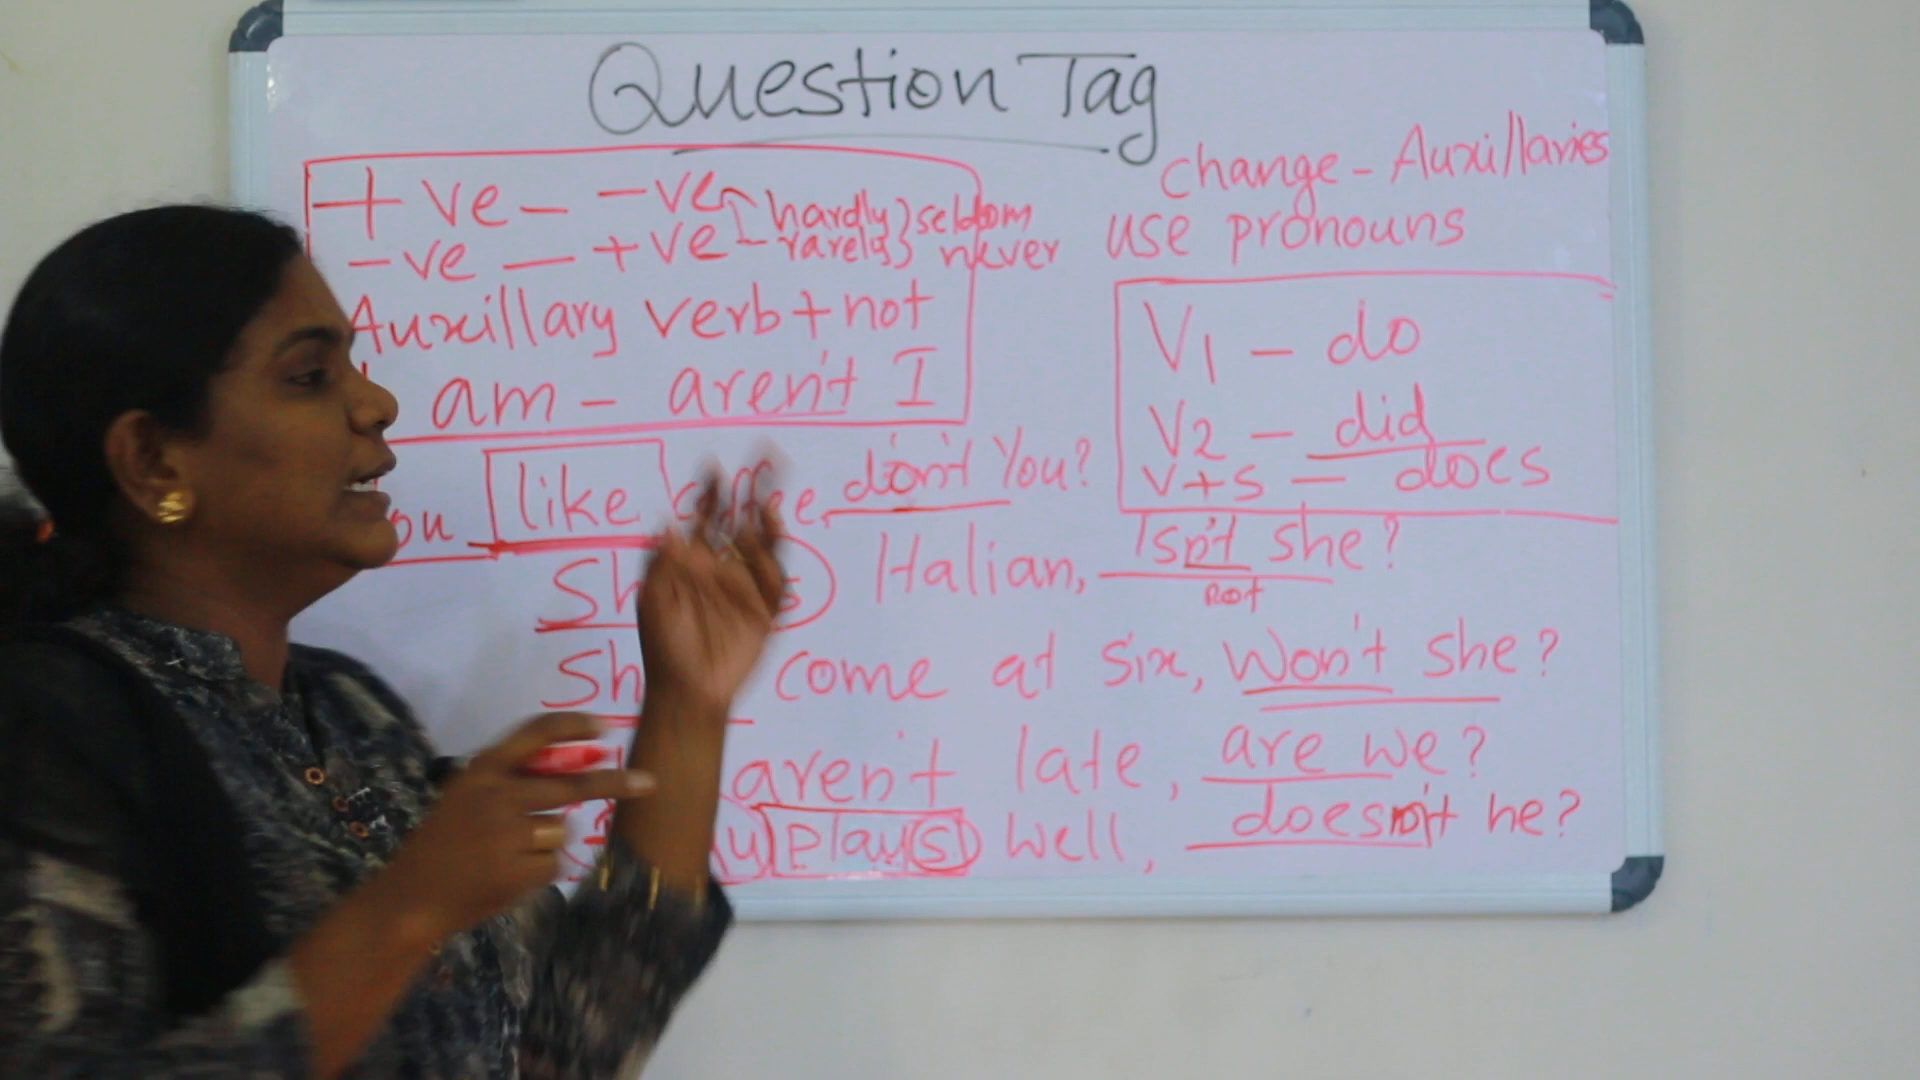 Question Tag
change - Auxillaries
use pronouns
+ve - -ve hardly seldom
-ve - +ve - rarely never
Auxillary verb + not
am - aren't I
V1 - do
V2 - did
V+s = does
like coffee, don't You?
Italian, Isn't she?
not
come at six, Won't she?
aren't late, are we?
plays well, doesn't he?